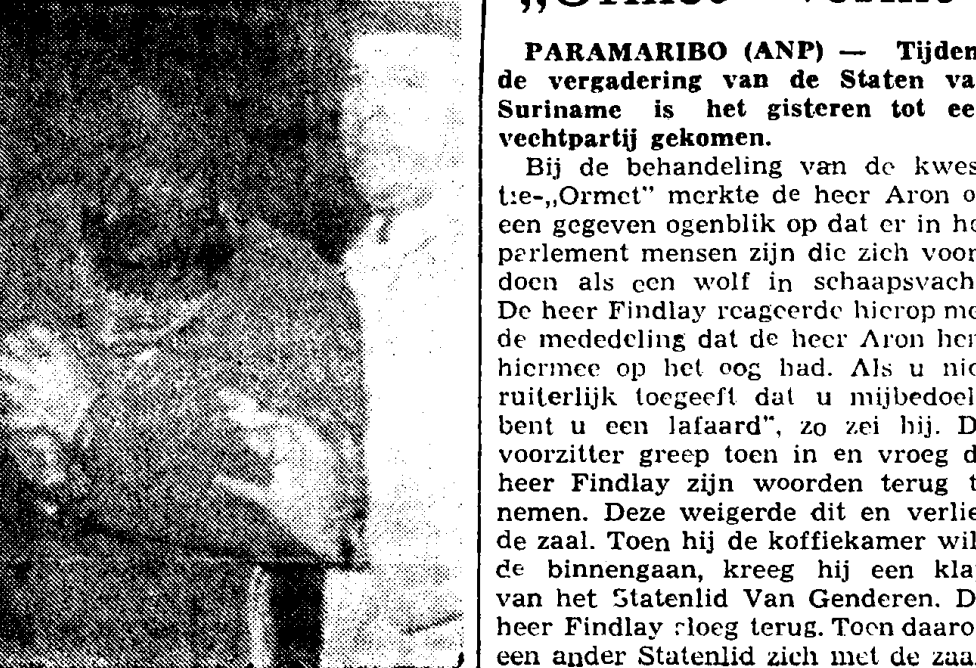 PARAMARIBO (ANP) — Tijden
de vergadering van de Staten va
Suriname is het gisteren tot ee
vechtpartij gekomen.
Bij de behandeling van de kwes
tie-„Ormet" merkte de heer Aron o
een gegeven ogenblik op dat er in he
parlement mensen zijn die zich voor
doen als een wolf in schaapsvach
De heer Findlay reageerde hierop me
de mededeling dat de heer Aron hem
hiermee op het oog had. Als u nie
ruiterlijk toegeeft dat u mijbedoel
bent u een lafaard", zo zei hij. D
voorzitter greep toen in en vroeg d
heer Findlay zijn woorden terug t
nemen. Deze weigerde dit en verlie
de zaal. Toen hij de koffiekamer wil
de binnengaan, kreeg hij een kla
van het Statenlid Van Genderen. D
heer Findlay sloeg terug. Toen daaro
een ander Statenlid zich met de zaa